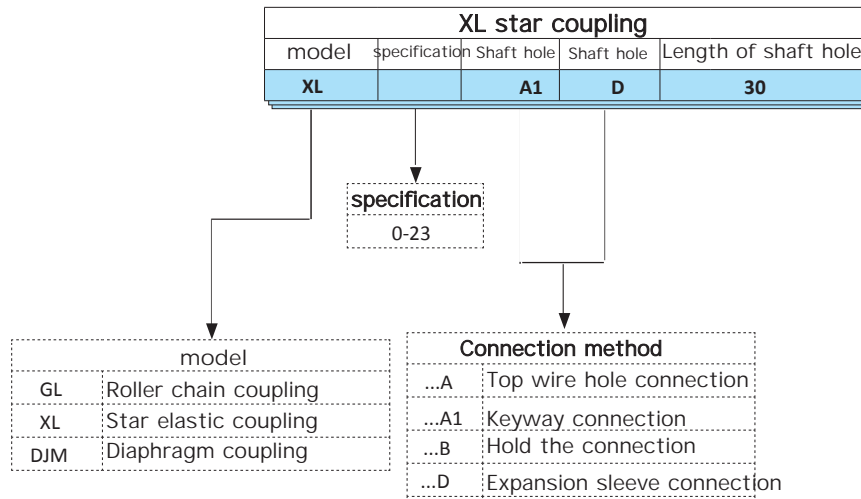 XL star coupling
model specification Shaft hole Shaft hole Length of shaft hole
XL A1 D 30
specification
0-23
model
GL Roller chain coupling
XL Star elastic coupling
DJM Diaphragm coupling
Connection method
...A Top wire hole connection
...A1 Keyway connection
...B Hold the connection
...D Expansion sleeve connection